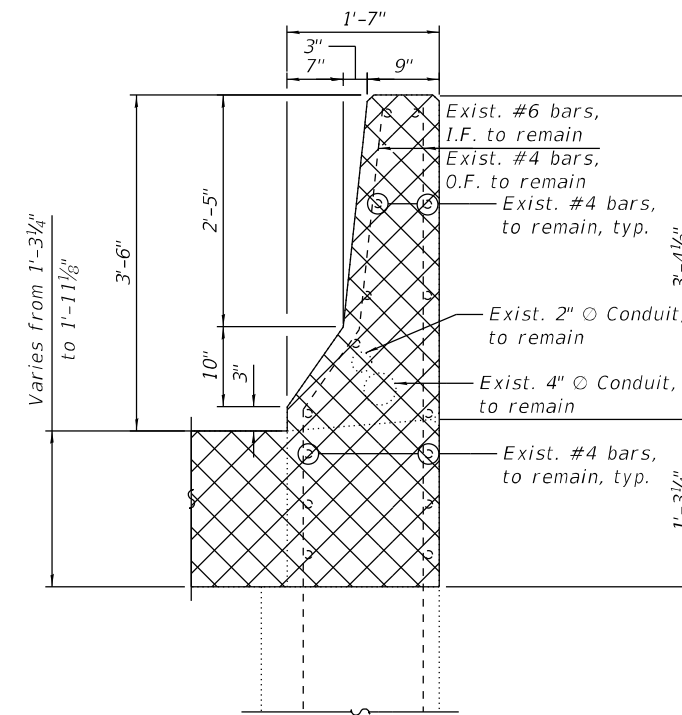 1'-7"
3"
7" 9"
Exist. #6 bars,
I.F. to remain
Exist. #4 bars,
O.F. to remain
Exist. #4 bars,
to remain, typ.
2'-5"
3'-6"
Varies from 1'-3¼"
to 1'-11⅛"
10"
3"
Exist. 2" ∅ Conduit,
to remain
Exist. 4" ∅ Conduit,
to remain
Exist. #4 bars,
to remain, typ.